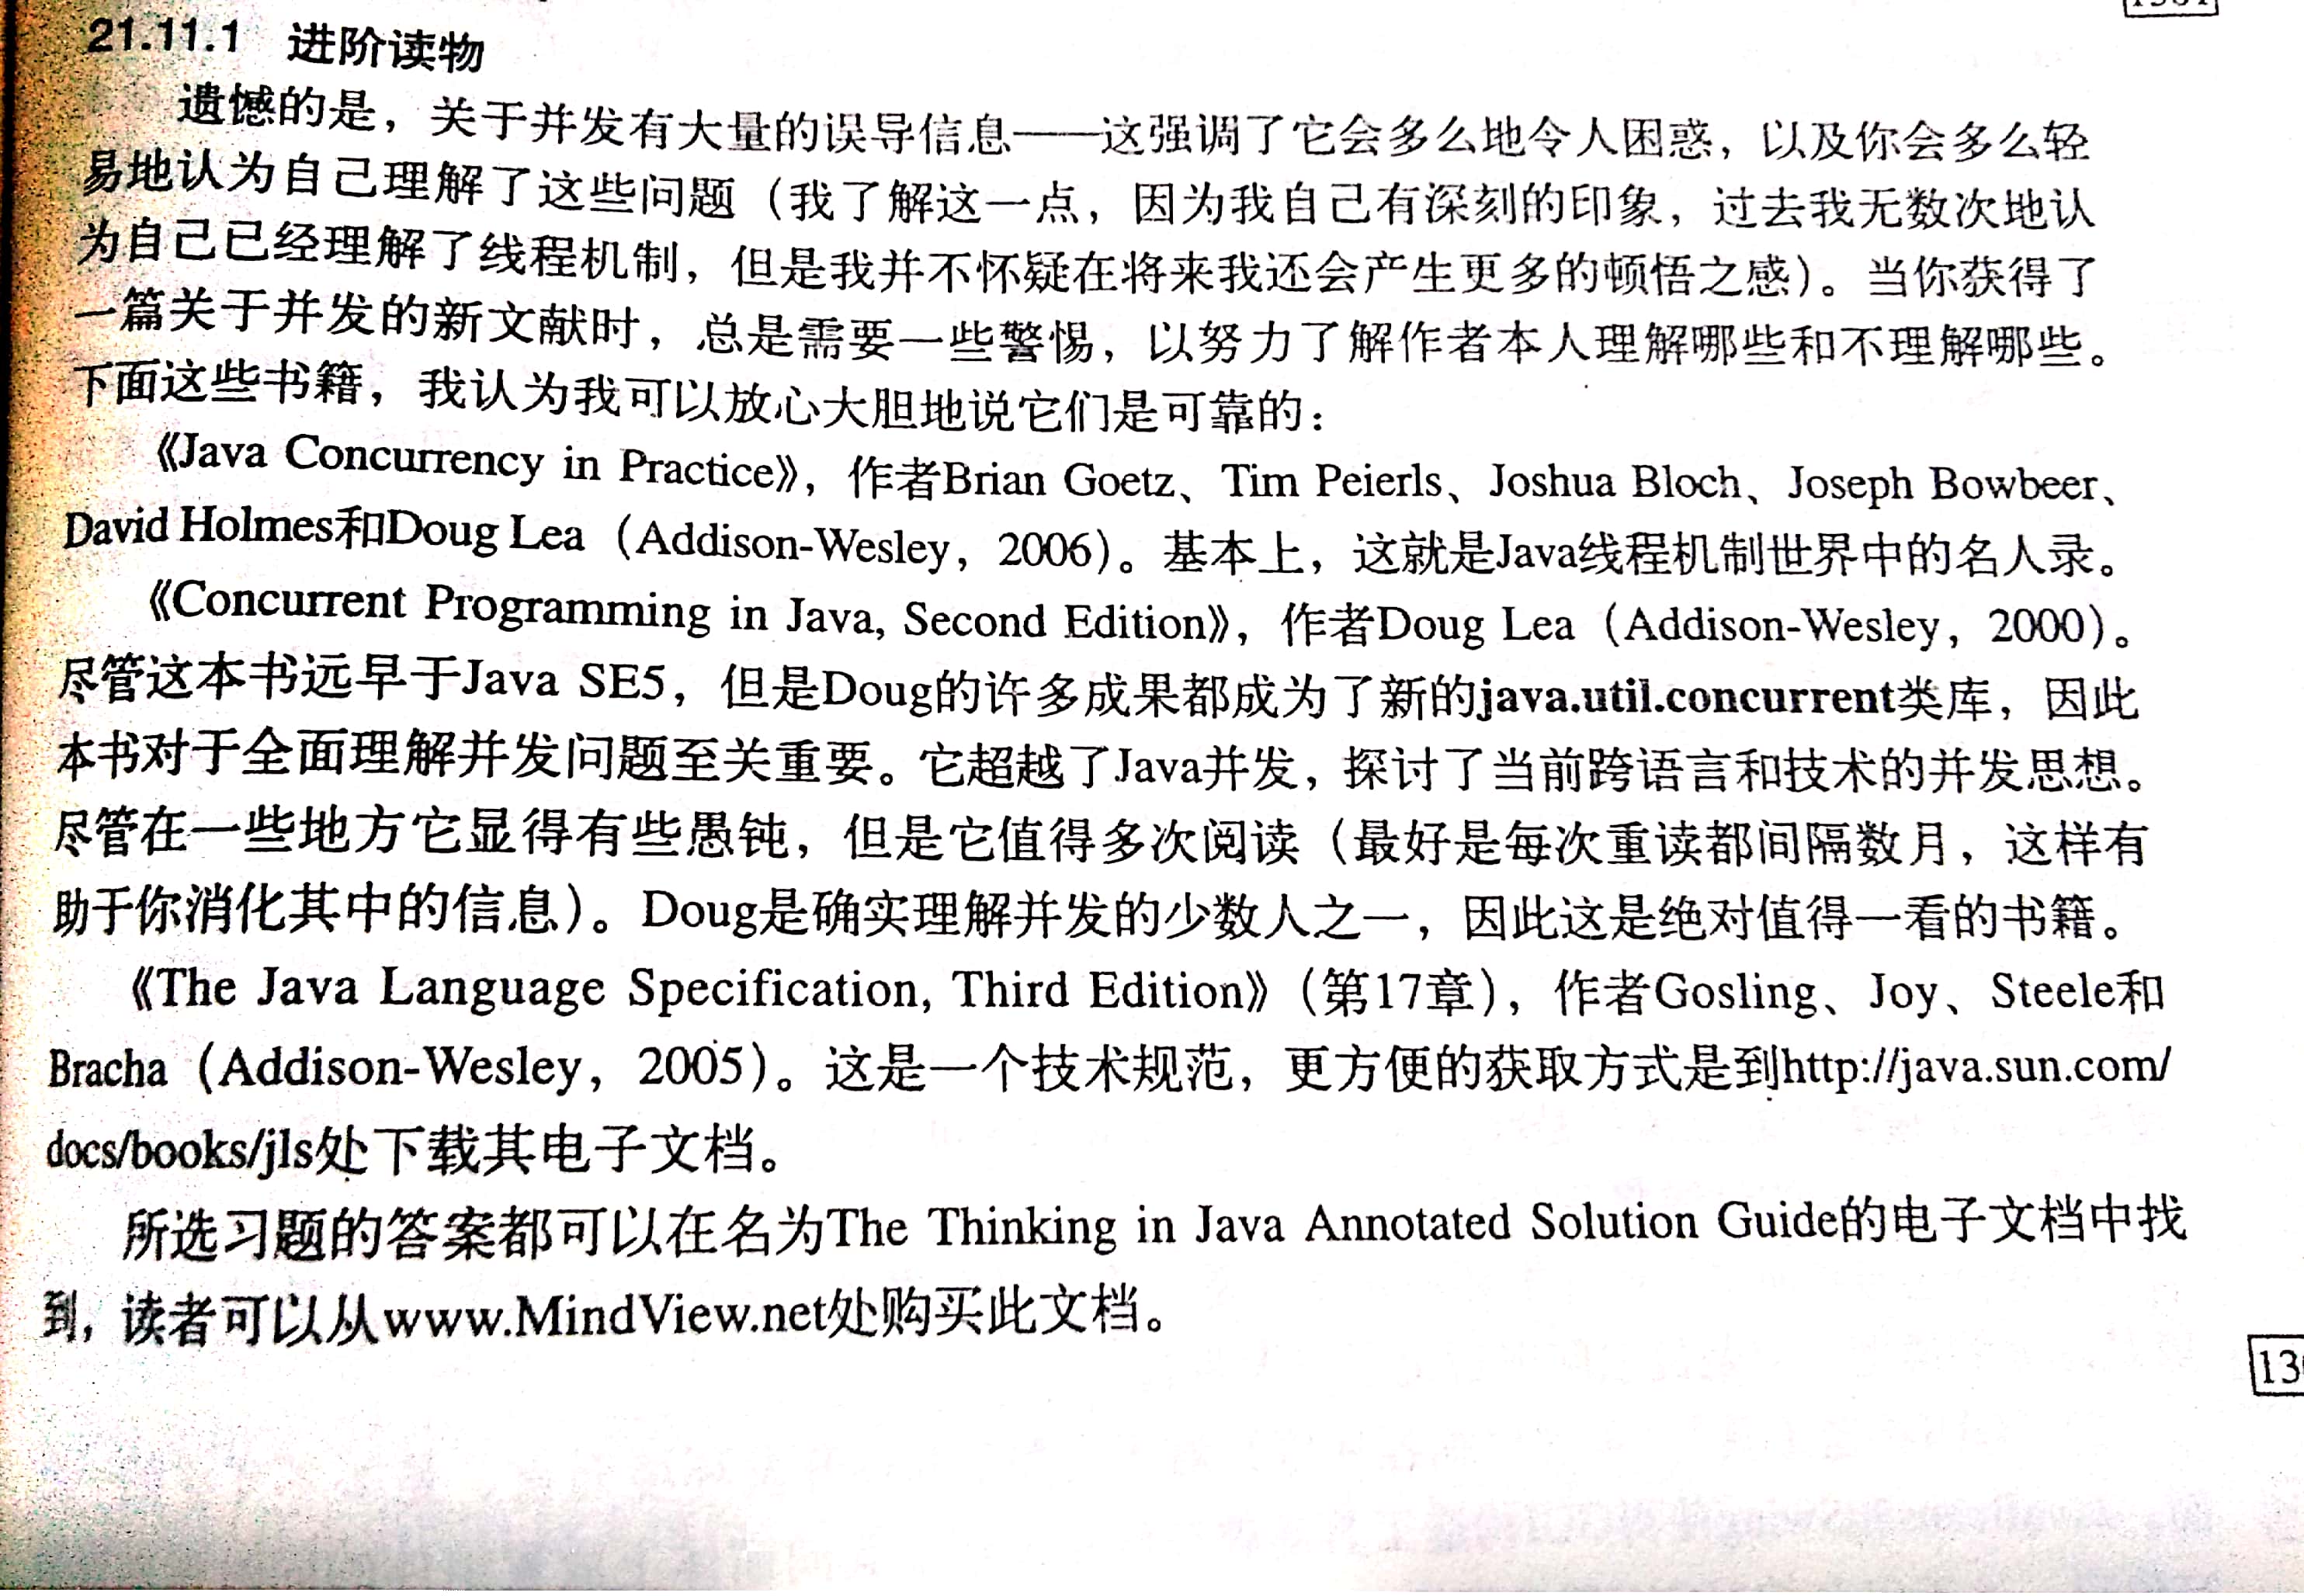 21.11.1 进阶读物
遗憾的是，关于并发有大量的误导信息——这强调了它会多么地令人困惑，以及你会多么轻
易地认为自己理解了这些问题（我了解这一点，因为我自己有深刻的印象，过去我无数次地认
为自己已经理解了线程机制，但是我并不怀疑在将来我还会产生更多的顿悟之感）。当你获得了
一篇关于并发的新文献时，总是需要一些警惕，以努力了解作者本人理解哪些和不理解哪些。
下面这些书籍，我认为我可以放心大胆地说它们是可靠的：
《Java Concurrency in Practice》，作者Brian Goetz、Tim Peierls、Joshua Bloch、Joseph Bowbeer、
David Holmes和Doug Lea（Addison-Wesley，2006）。基本上，这就是Java线程机制世界中的名人录。
《Concurrent Programming in Java, Second Edition》，作者Doug Lea（Addison-Wesley，2000）。
尽管这本书远早于Java SE5，但是Doug的许多成果都成为了新的java.util.concurrent类库，因此
本书对于全面理解并发问题至关重要。它超越了Java并发，探讨了当前跨语言和技术的并发思想。
尽管在一些地方它显得有些愚钝，但是它值得多次阅读（最好是每次重读都间隔数月，这样有
助于你消化其中的信息）。Doug是确实理解并发的少数人之一，因此这是绝对值得一看的书籍。
《The Java Language Specification, Third Edition》（第17章），作者Gosling、Joy、Steele和
Bracha（Addison-Wesley，2005）。这是一个技术规范，更方便的获取方式是到http://java.sun.com/
docs/books/jls处下载其电子文档。
所选习题的答案都可以在名为The Thinking in Java Annotated Solution Guide的电子文档中找
到，读者可以从www.MindView.net处购买此文档。